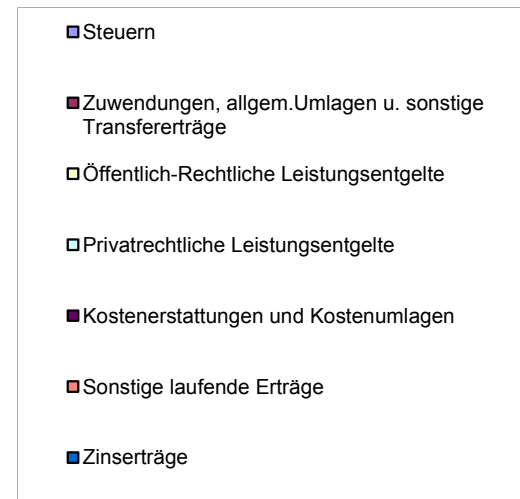 Steuern
Zuwendungen, allgem.Umlagen u. sonstige
Transfererträge
Öffentlich-Rechtliche Leistungsentgelte
Privatrechtliche Leistungsentgelte
Kostenerstattungen und Kostenumlagen
Sonstige laufende Erträge
Zinserträge